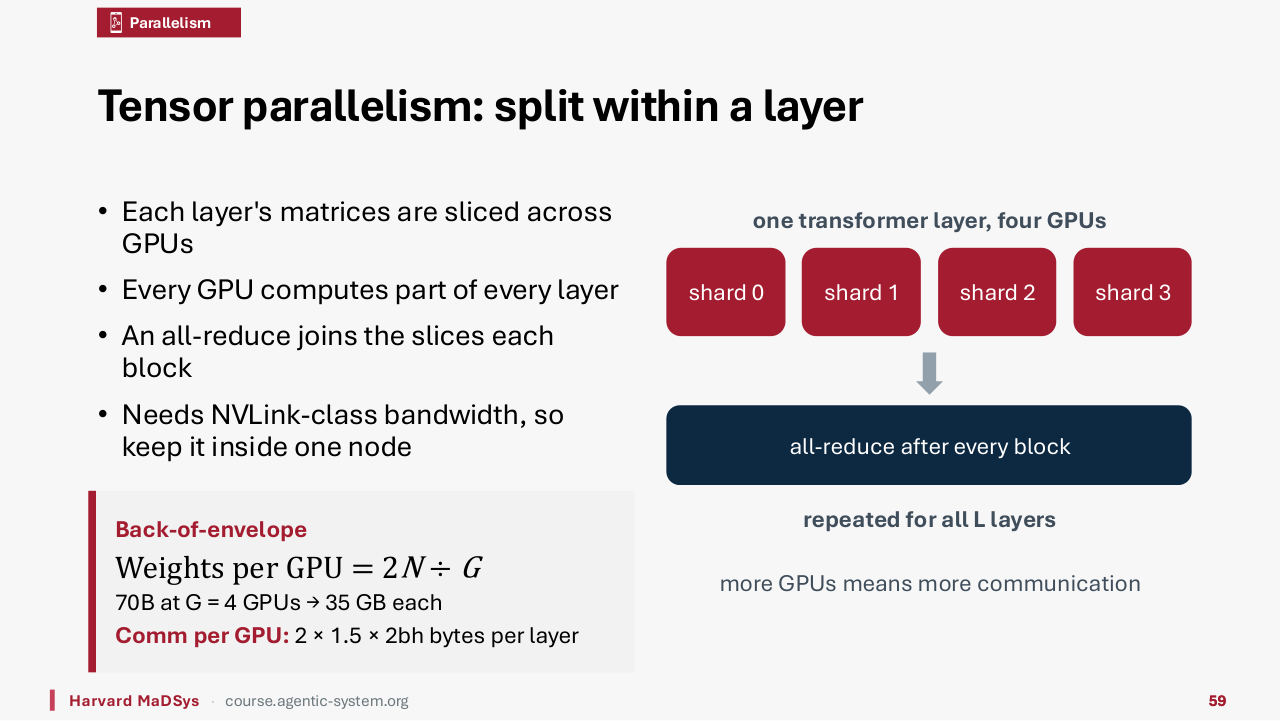 Parallelism
Tensor parallelism: split within a layer
• Each layer's matrices are sliced across
GPUs
• Every GPU computes part of every layer
• An all-reduce joins the slices each
block
• Needs NVLink-class bandwidth, so
keep it inside one node
Back-of-envelope
Weights per GPU = 2N ÷ G
70B at G = 4 GPUs → 35 GB each
Comm per GPU: 2 × 1.5 × 2bh bytes per layer
one transformer layer, four GPUs
shard 0 shard 1 shard 2 shard 3
all-reduce after every block
repeated for all L layers
more GPUs means more communication
Harvard MaDSys · course.agentic-system.org
59